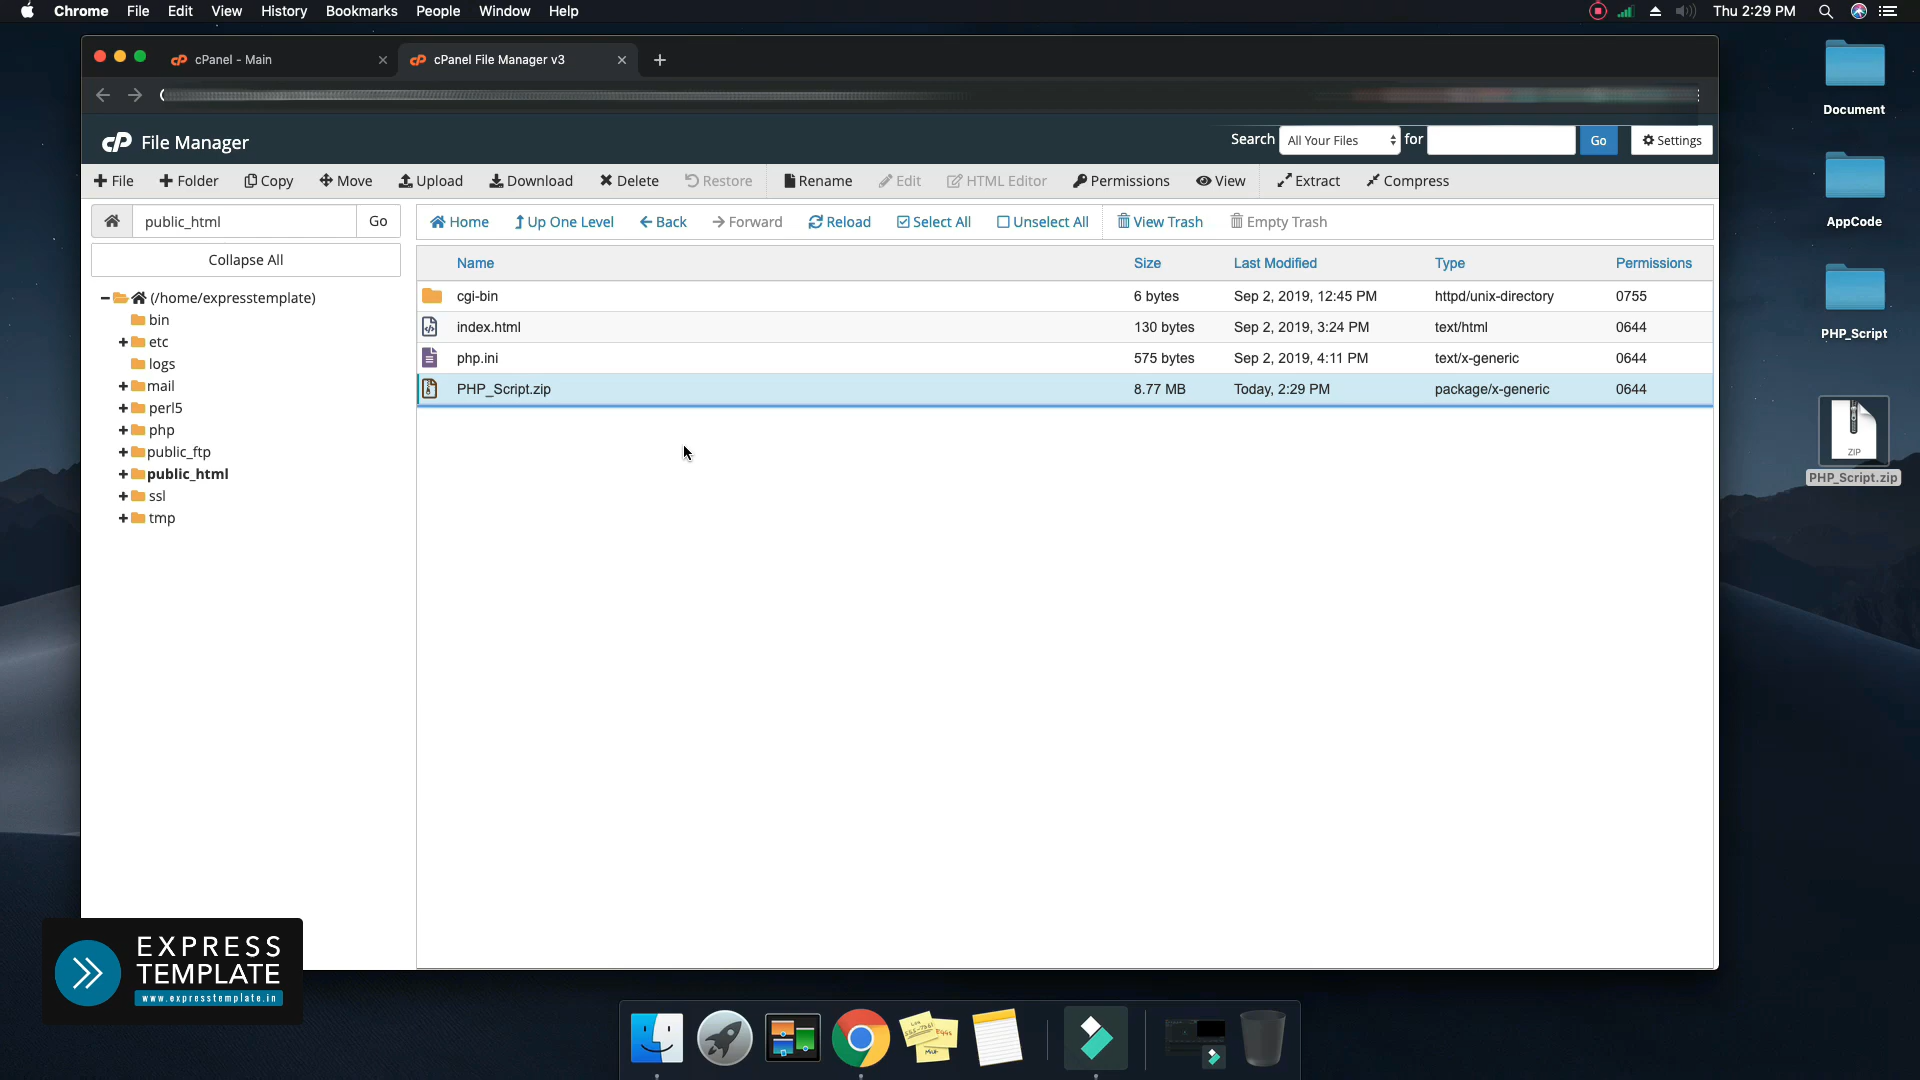 Chrome File Edit View History Bookmarks People Window Help Thu 2:29 PM
cPanel - Main cPanel File Manager v3
cP File Manager Search All Your Files for Go Settings
File Folder Copy Move Upload Download Delete Restore Rename Edit HTML Editor Permissions View Extract Compress
public_html Go Home Up One Level Back Forward Reload Select All Unselect All View Trash Empty Trash
Collapse All
Name Size Last Modified Type Permissions
cgi-bin 6 bytes Sep 2, 2019, 12:45 PM httpd/unix-directory 0755
index.html 130 bytes Sep 2, 2019, 3:24 PM text/html 0644
php.ini 575 bytes Sep 2, 2019, 4:11 PM text/x-generic 0644
PHP_Script.zip 8.77 MB Today, 2:29 PM package/x-generic 0644
(/home/expresstemplate)
bin
etc
logs
mail
perl5
php
public_ftp
public_html
ssl
tmp
Document
AppCode
PHP_Script
ZIP
PHP_Script.zip
EXPRESS
TEMPLATE
www.expresstemplate.in